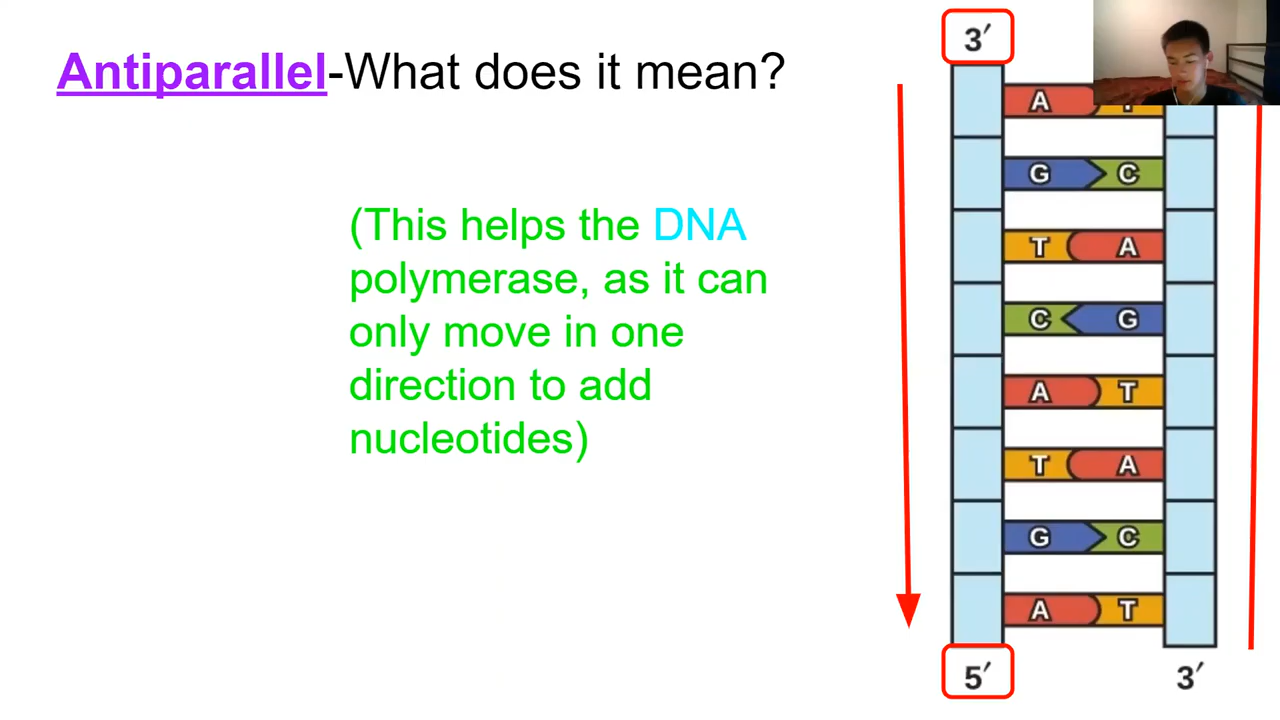 Antiparallel-What does it mean?
(This helps the DNA
polymerase, as it can
only move in one
direction to add
nucleotides)
3′
A
G C
T A
C G
A T
T A
G C
A T
5′ 3′